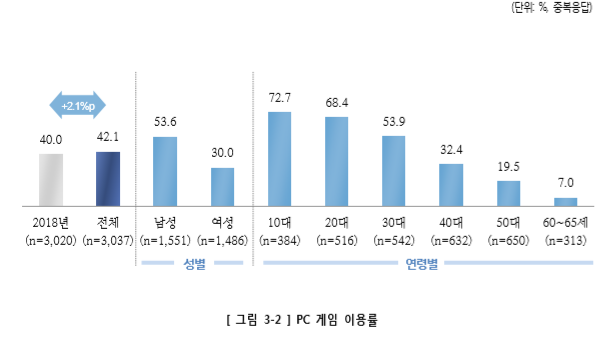 (단위: %, 중복응답)
+2.1%p
40.0 42.1 53.6 30.0 72.7 68.4 53.9 32.4 19.5 7.0
2018년 전체 남성 여성 10대 20대 30대 40대 50대 60~65세
(n=3,020) (n=3,037) (n=1,551) (n=1,486) (n=384) (n=516) (n=542) (n=632) (n=650) (n=313)
성별 연령별
[ 그림 3-2 ] PC 게임 이용률